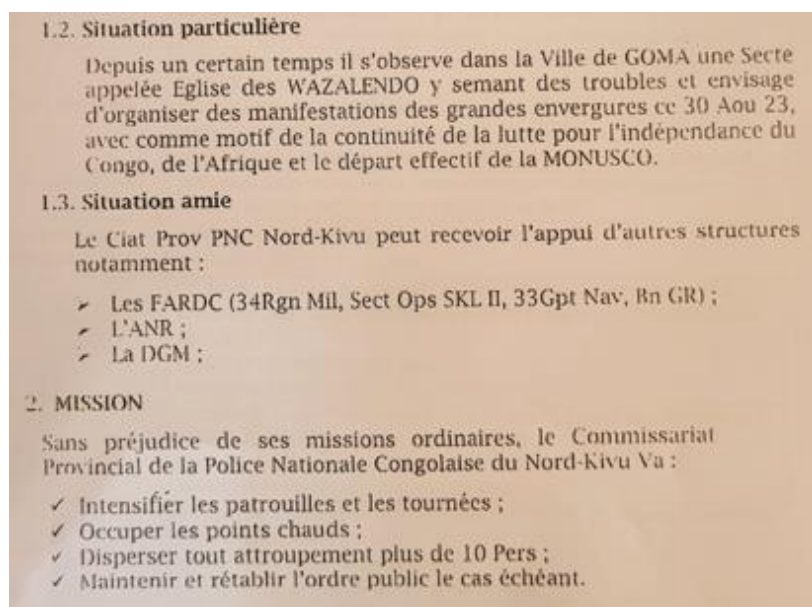 1.2. Situation particulière
Depuis un certain temps il s'observe dans la Ville de GOMA une Secte
appelée Eglise des WAZALENDO y semant des troubles et envisage
d'organiser des manifestations des grandes envergures ce 30 Aou 23,
avec comme motif de la continuité de la lutte pour l'indépendance du
Congo, de l'Afrique et le départ effectif de la MONUSCO.
1.3. Situation amie
Le Ciat Prov PNC Nord-Kivu peut recevoir l'appui d'autres structures
notamment :
➤ Les FARDC (34Rgn Mil, Sect Ops SKL II, 33Gpt Nav, Bn GR) ;
➤ L'ANR ;
➤ La DGM ;
2. MISSION
Sans préjudice de ses missions ordinaires, le Commissariat
Provincial de la Police Nationale Congolaise du Nord-Kivu Va :
✓ Intensifier les patrouilles et les tournées ;
✓ Occuper les points chauds ;
✓ Disperser tout attroupement plus de 10 Pers ;
✓ Maintenir et rétablir l'ordre public le cas échéant.